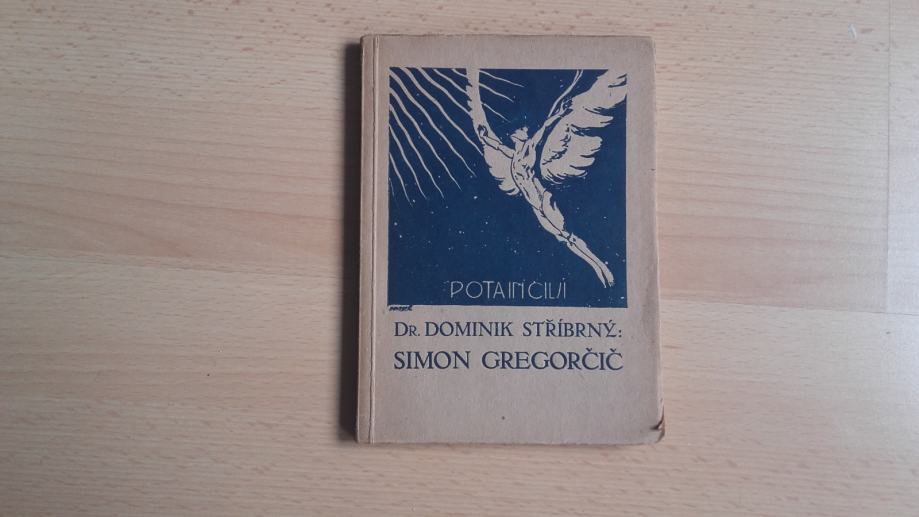 POTA IN CILJI
DR. DOMINIK STŘÍBRNÝ:
SIMON GREGORČIČ